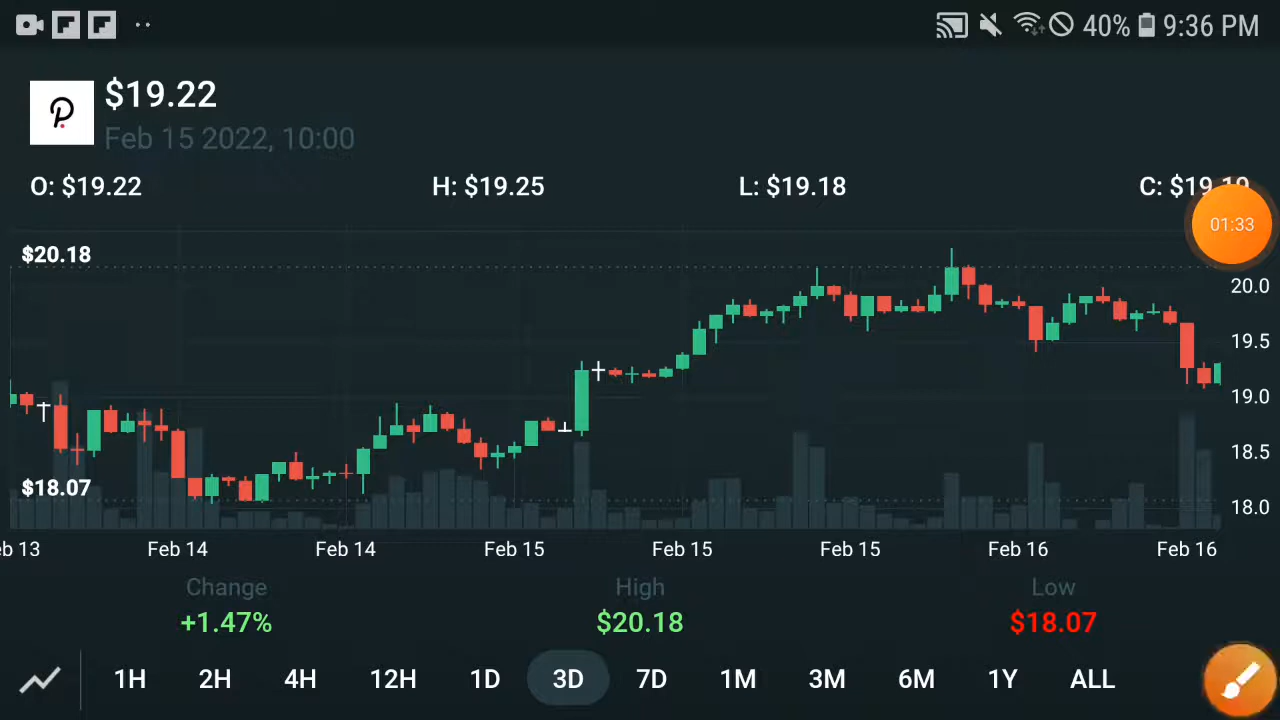 40% 9:36 PM
$19.22
Feb 15 2022, 10:00
O: $19.22 H: $19.25 L: $19.18 C: $19.19
01:33
$20.18
20.0
19.5
19.0
18.5
$18.07
18.0
b 13 Feb 14 Feb 14 Feb 15 Feb 15 Feb 15 Feb 16 Feb 16
Change High Low
+1.47% $20.18 $18.07
1H 2H 4H 12H 1D 3D 7D 1M 3M 6M 1Y ALL